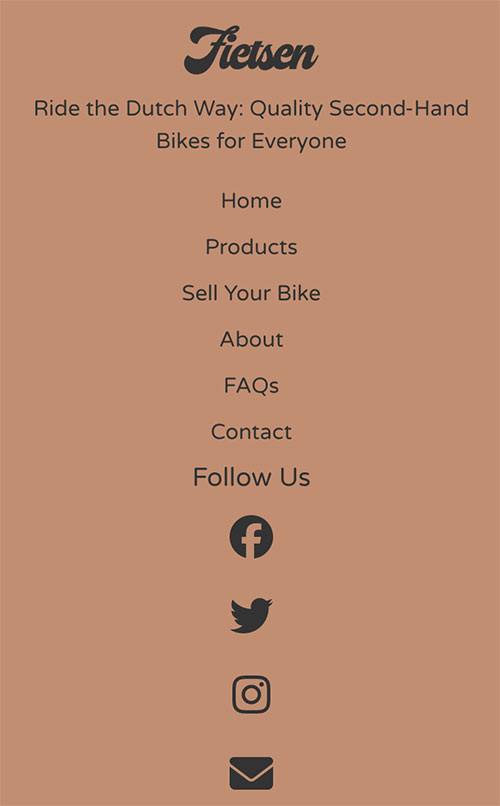 Fietsen
Ride the Dutch Way: Quality Second-Hand
Bikes for Everyone
Home
Products
Sell Your Bike
About
FAQs
Contact
Follow Us